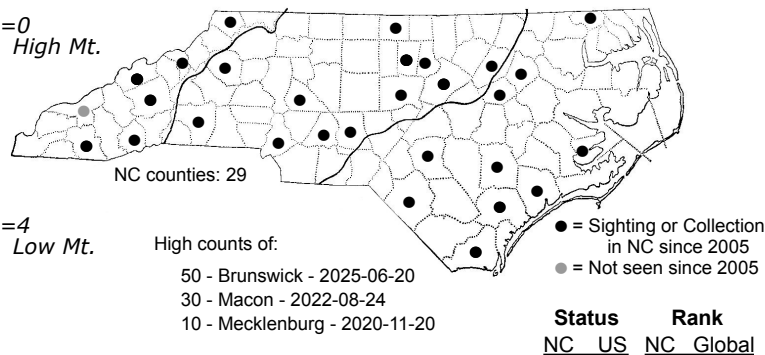 =0
High Mt.
NC counties: 29
=4
Low Mt.
High counts of:
50 - Brunswick - 2025-06-20
30 - Macon - 2022-08-24
10 - Mecklenburg - 2020-11-20
= Sighting or Collection
in NC since 2005
= Not seen since 2005
Status Rank
NC US NC Global